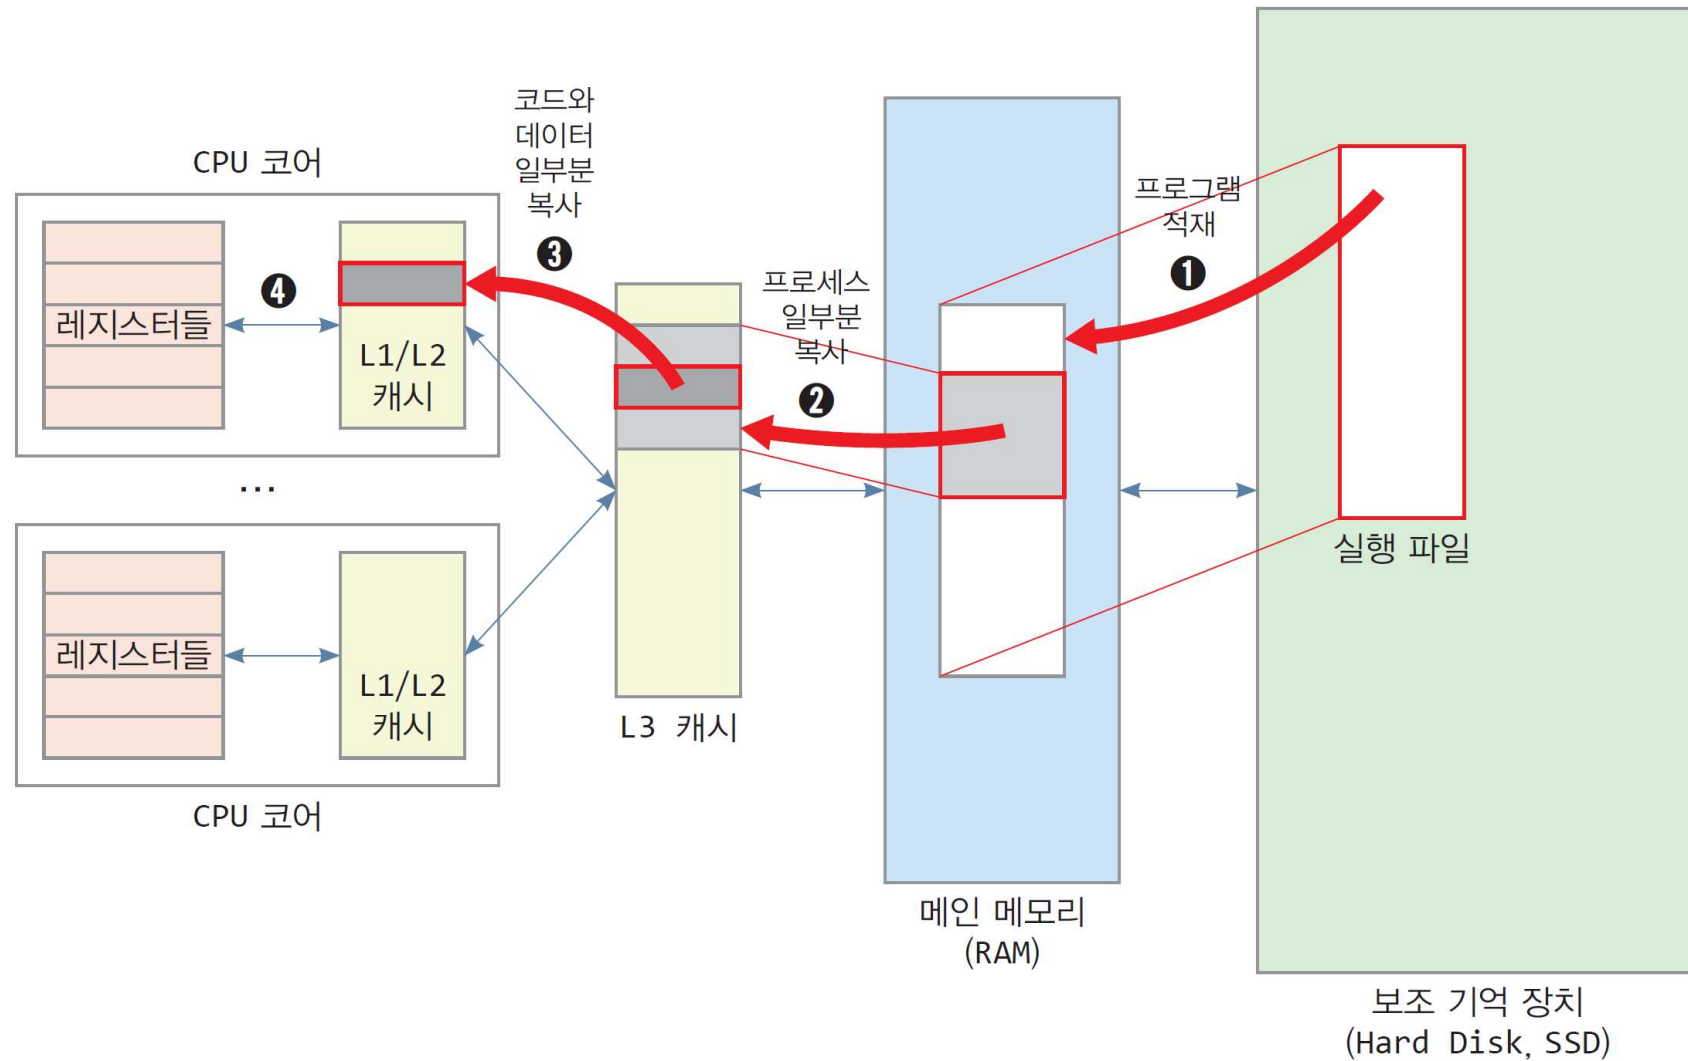 CPU 코어
레지스터들
❹
L1/L2
캐시
코드와
데이터
일부분
복사
❸
...
레지스터들
L1/L2
캐시
CPU 코어
L3 캐시
프로세스
일부분
복사
❷
메인 메모리
(RAM)
프로그램
적재
❶
실행 파일
보조 기억 장치
(Hard Disk, SSD)